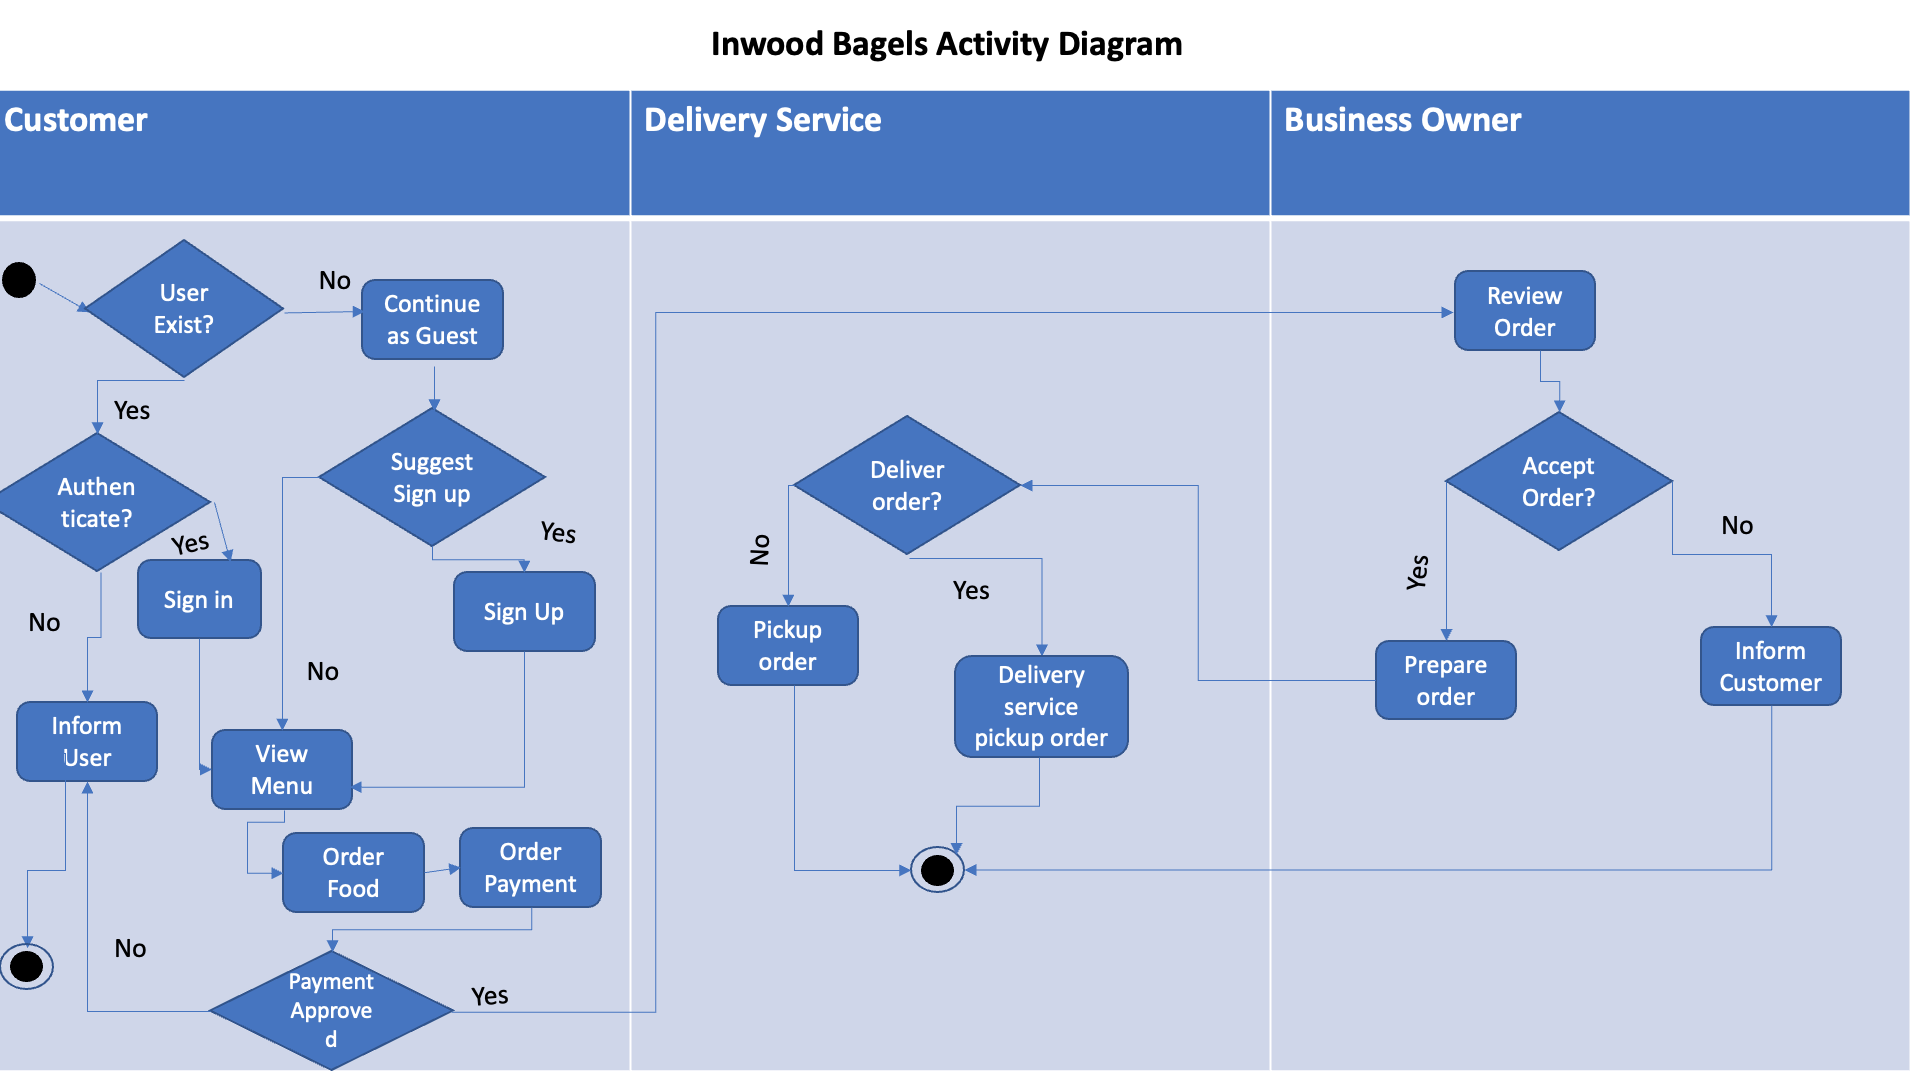 Inwood Bagels Activity Diagram
Customer
Delivery Service
Business Owner
User
Exist?
No
Continue
as Guest
Yes
Authen
ticate?
Yes
Sign in
No
Suggest
Sign up
Yes
Sign Up
No
Inform
User
View
Menu
Order
Food
Order
Payment
No
Payment
Approve
d
Yes
Deliver
order?
No
Yes
Pickup
order
Delivery
service
pickup order
Review
Order
Accept
Order?
Yes
No
Prepare
order
Inform
Customer